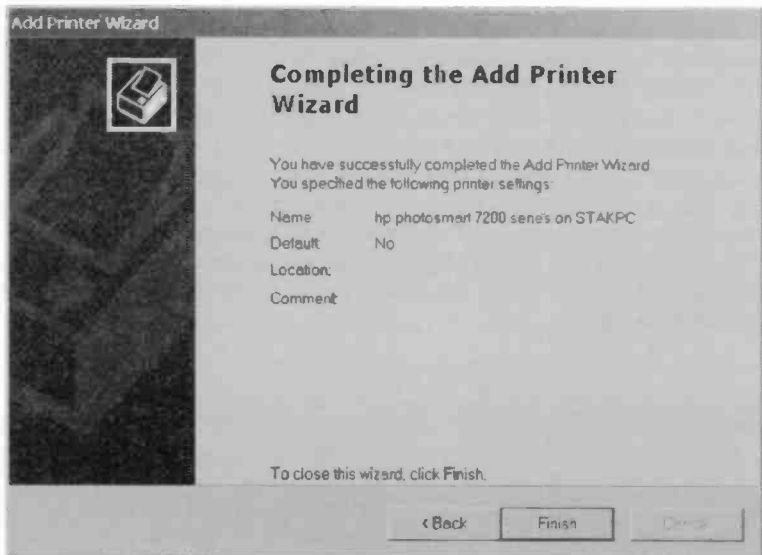 Add Printer Wizard
Completing the Add Printer
Wizard
You have successfully completed the Add Printer Wizard
You specified the following printer settings:
Name hp photosmart 7200 series on STAKPC
Default: No
Location:
Comment:
To close this wizard, click Finish.
< Back Finish Cancel